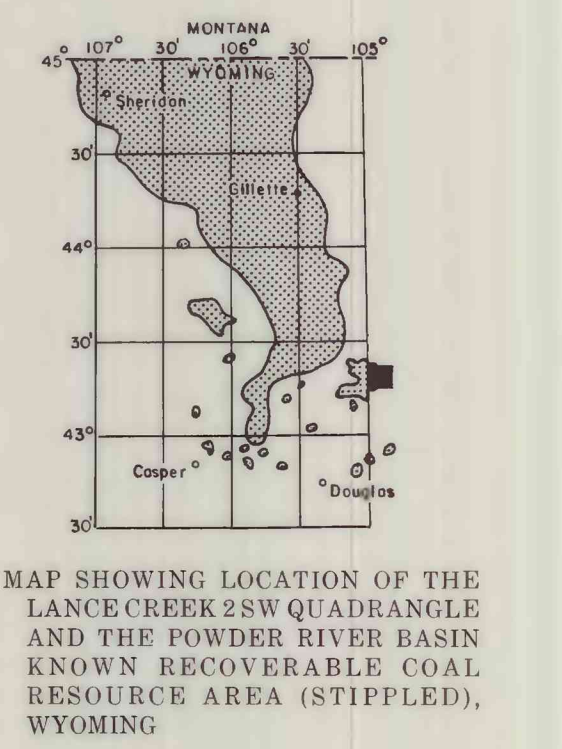 MONTANA
107° 30' 106° 30' 105°
45°
WYOMING
Sheridan
30'
Gillette
44°
30'
43°
Casper
Douglas
30'
MAP SHOWING LOCATION OF THE
LANCE CREEK 2 SW QUADRANGLE
AND THE POWDER RIVER BASIN
KNOWN RECOVERABLE COAL
RESOURCE AREA (STIPPLED),
WYOMING